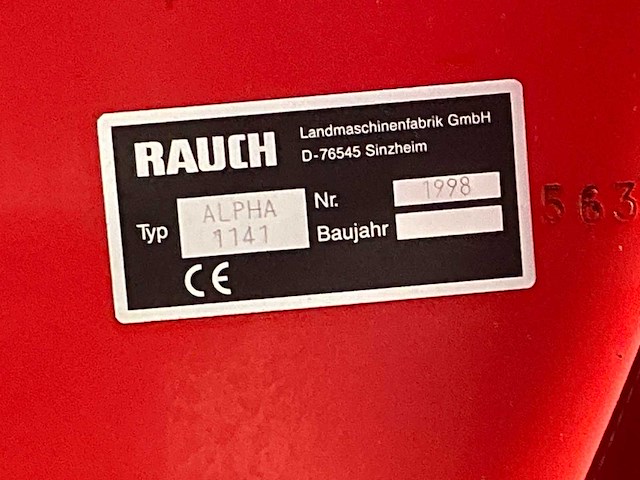 RAUCH
Landmaschinenfabrik GmbH
D-76545 Sinzheim
Typ ALPHA 1141
Nr. 1998
Baujahr
CE
563